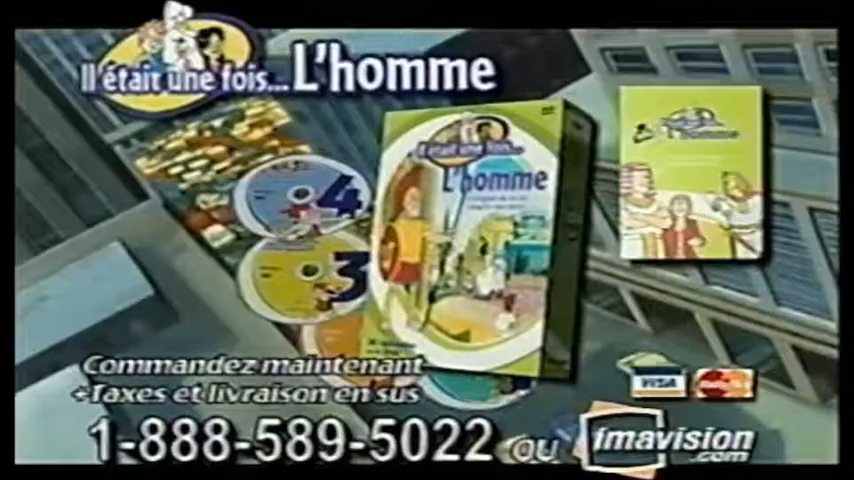 Il était une fois... L'homme
Il était une fois...
L'homme
4
3
Commandez maintenant
+Taxes et livraison en sus
VISA
MasterCard
1-888-589-5022 ou imavision
.com